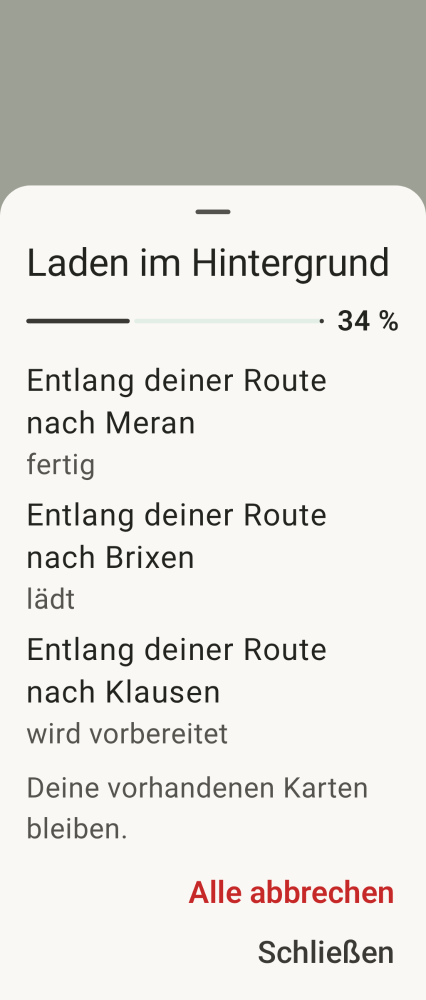 Laden im Hintergrund
34 %
Entlang deiner Route
nach Meran
fertig
Entlang deiner Route
nach Brixen
lädt
Entlang deiner Route
nach Klausen
wird vorbereitet
Deine vorhandenen Karten
bleiben.
Alle abbrechen
Schließen